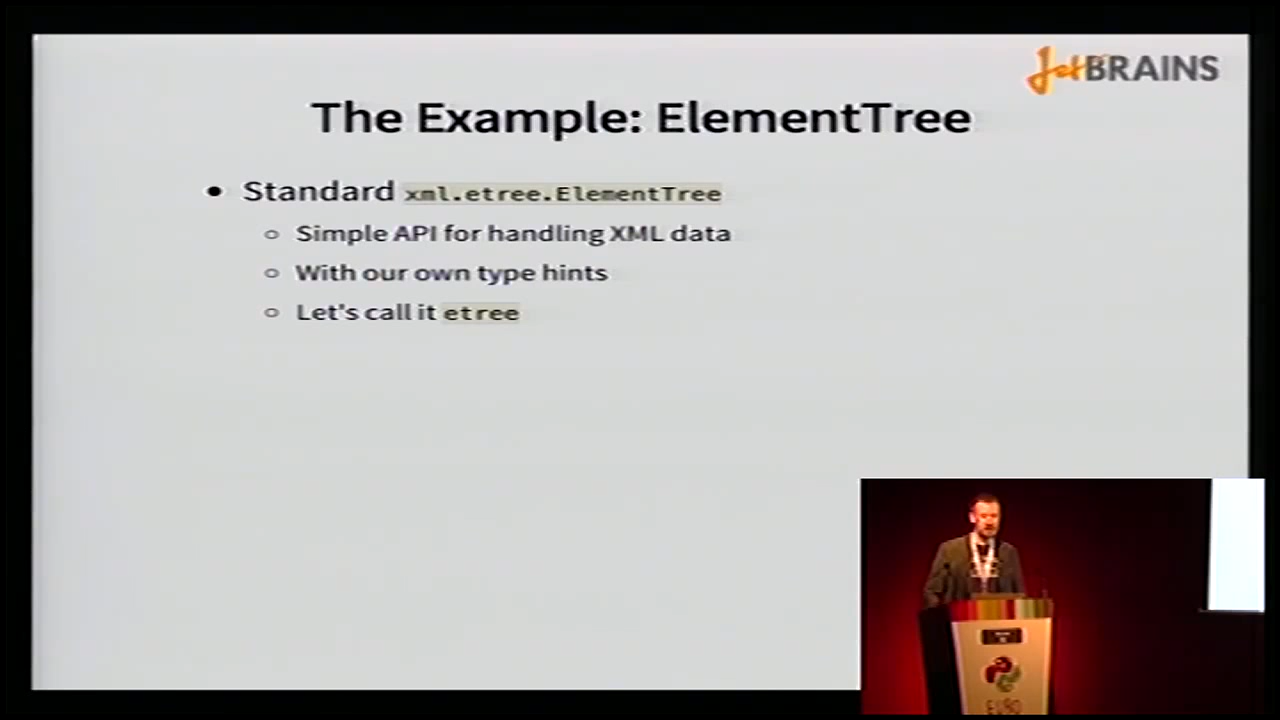 JetBRAINS
The Example: ElementTree
• Standard xml.etree.ElementTree
○ Simple API for handling XML data
○ With our own type hints
○ Let's call it etree
EURO